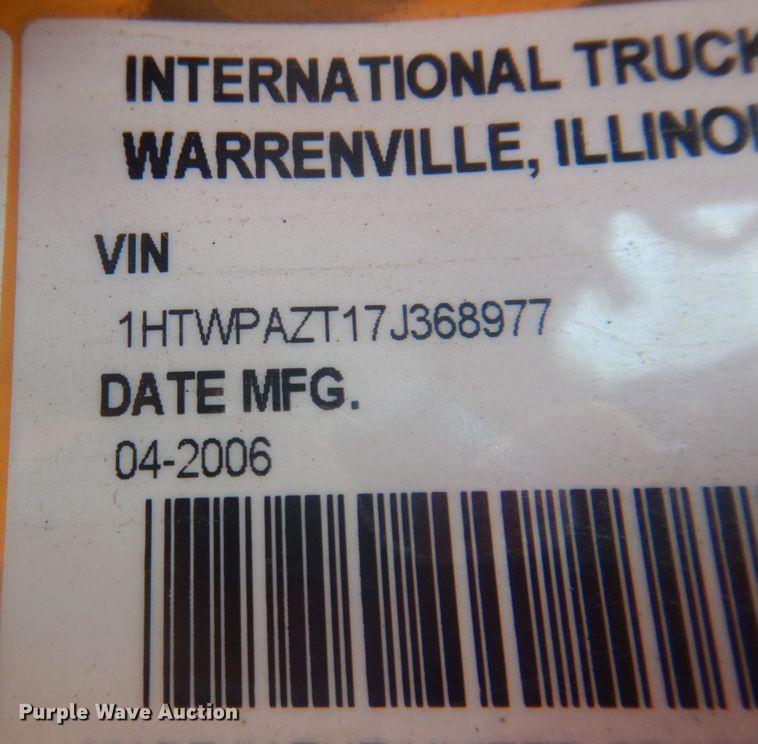 INTERNATIONAL TRUCK
WARRENVILLE, ILLINOI
VIN
1HTWPAZT17J368977
DATE MFG.
04-2006
Purple Wave Auction